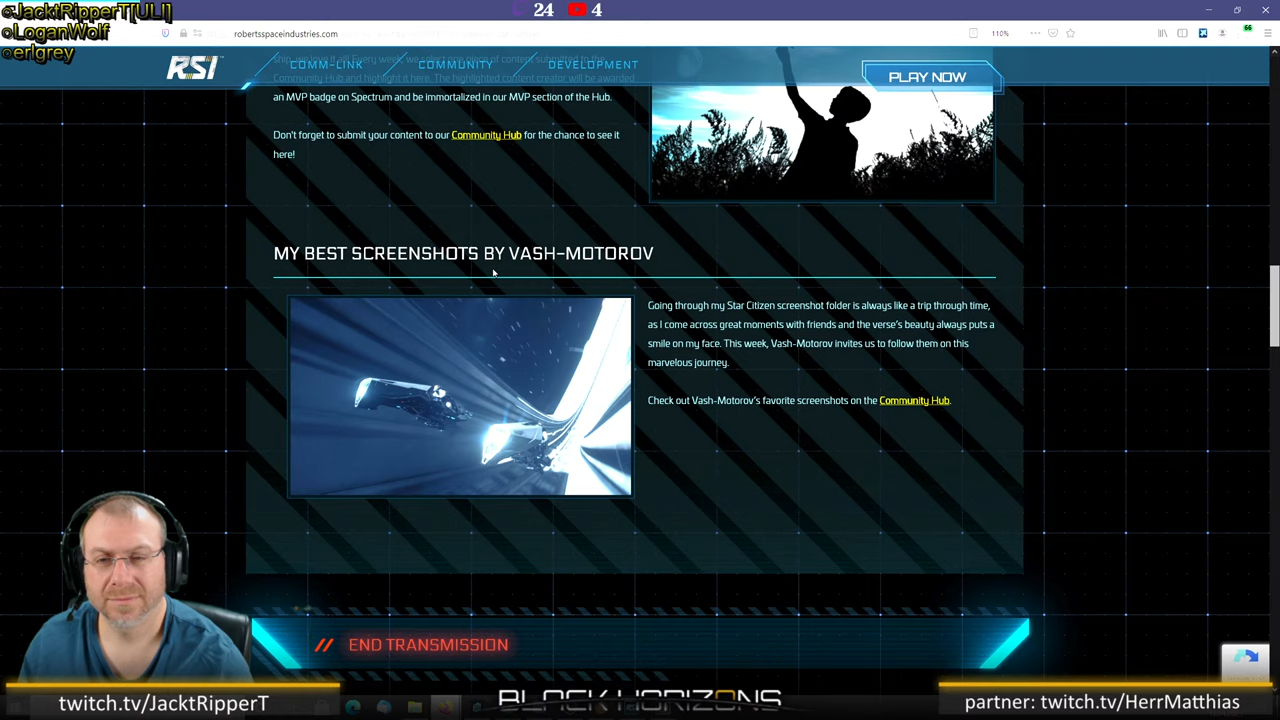 @JacktRipperT[ULI]
@LoganWolf
@erlgrey
24
4
robertsspaceindustries.com
110%
66
RSI
COMM-LINK
COMMUNITY
DEVELOPMENT
PLAY NOW
Community Hub and highlight it here. The highlighted content creator will be awarded
an MVP badge on Spectrum and be immortalized in our MVP section of the Hub.
Don't forget to submit your content to our Community Hub for the chance to see it
here!
MY BEST SCREENSHOTS BY VASH-MOTOROV
Going through my Star Citizen screenshot folder is always like a trip through time,
as I come across great moments with friends and the verse's beauty always puts a
smile on my face. This week, Vash-Motorov invites us to follow them on this
marvelous journey.
Check out Vash-Motorov's favorite screenshots on the Community Hub.
// END TRANSMISSION
BLACK HORIZONS
twitch.tv/JacktRipperT
partner: twitch.tv/HerrMatthias